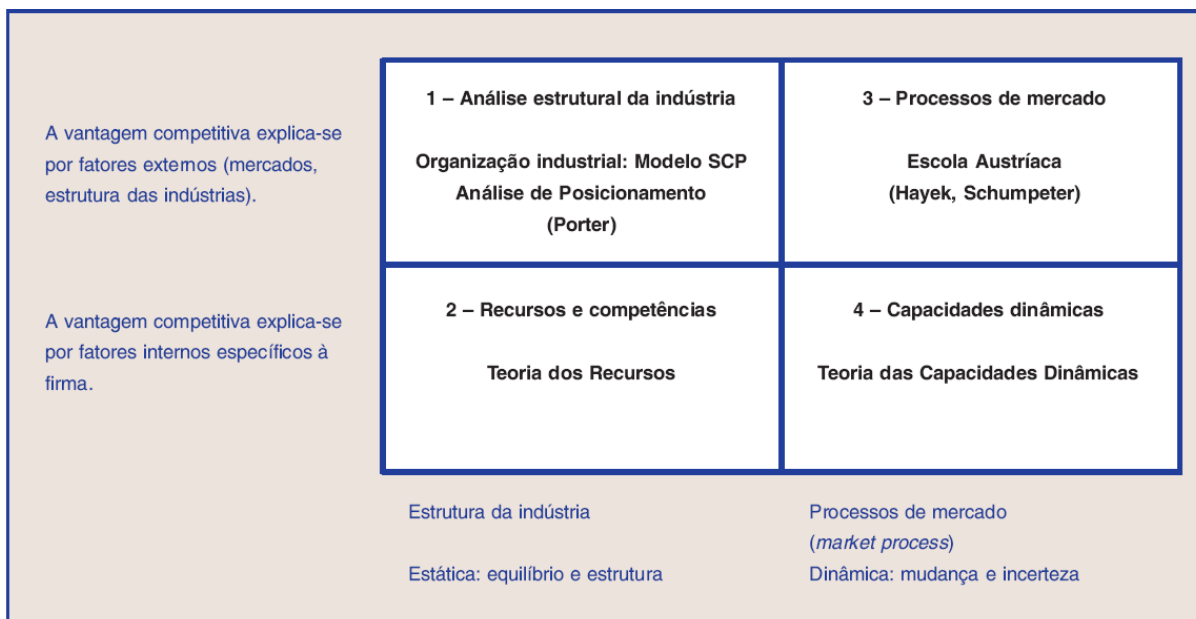 A vantagem competitiva explica-se
por fatores externos (mercados,
estrutura das indústrias).
1 – Análise estrutural da indústria
Organização industrial: Modelo SCP
Análise de Posicionamento
(Porter)
3 – Processos de mercado
Escola Austríaca
(Hayek, Schumpeter)
A vantagem competitiva explica-se
por fatores internos específicos à
firma.
2 – Recursos e competências
Teoria dos Recursos
4 – Capacidades dinâmicas
Teoria das Capacidades Dinâmicas
Estrutura da indústria
Estática: equilíbrio e estrutura
Processos de mercado
(market process)
Dinâmica: mudança e incerteza